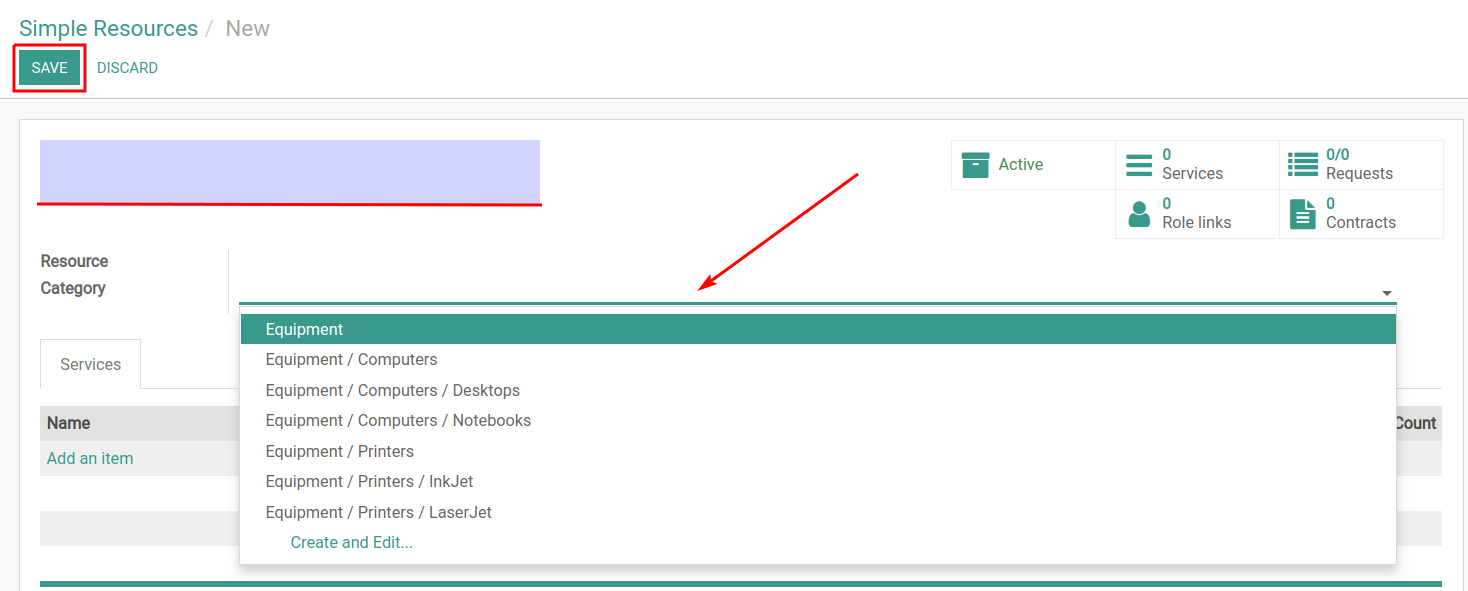 Simple Resources / New
SAVE DISCARD
Active
0
Services
0/0
Requests
0
Role links
0
Contracts
Resource
Category
Equipment
Equipment / Computers
Equipment / Computers / Desktops
Equipment / Computers / Notebooks
Equipment / Printers
Equipment / Printers / InkJet
Equipment / Printers / LaserJet
Create and Edit...
Services
Name Count
Add an item